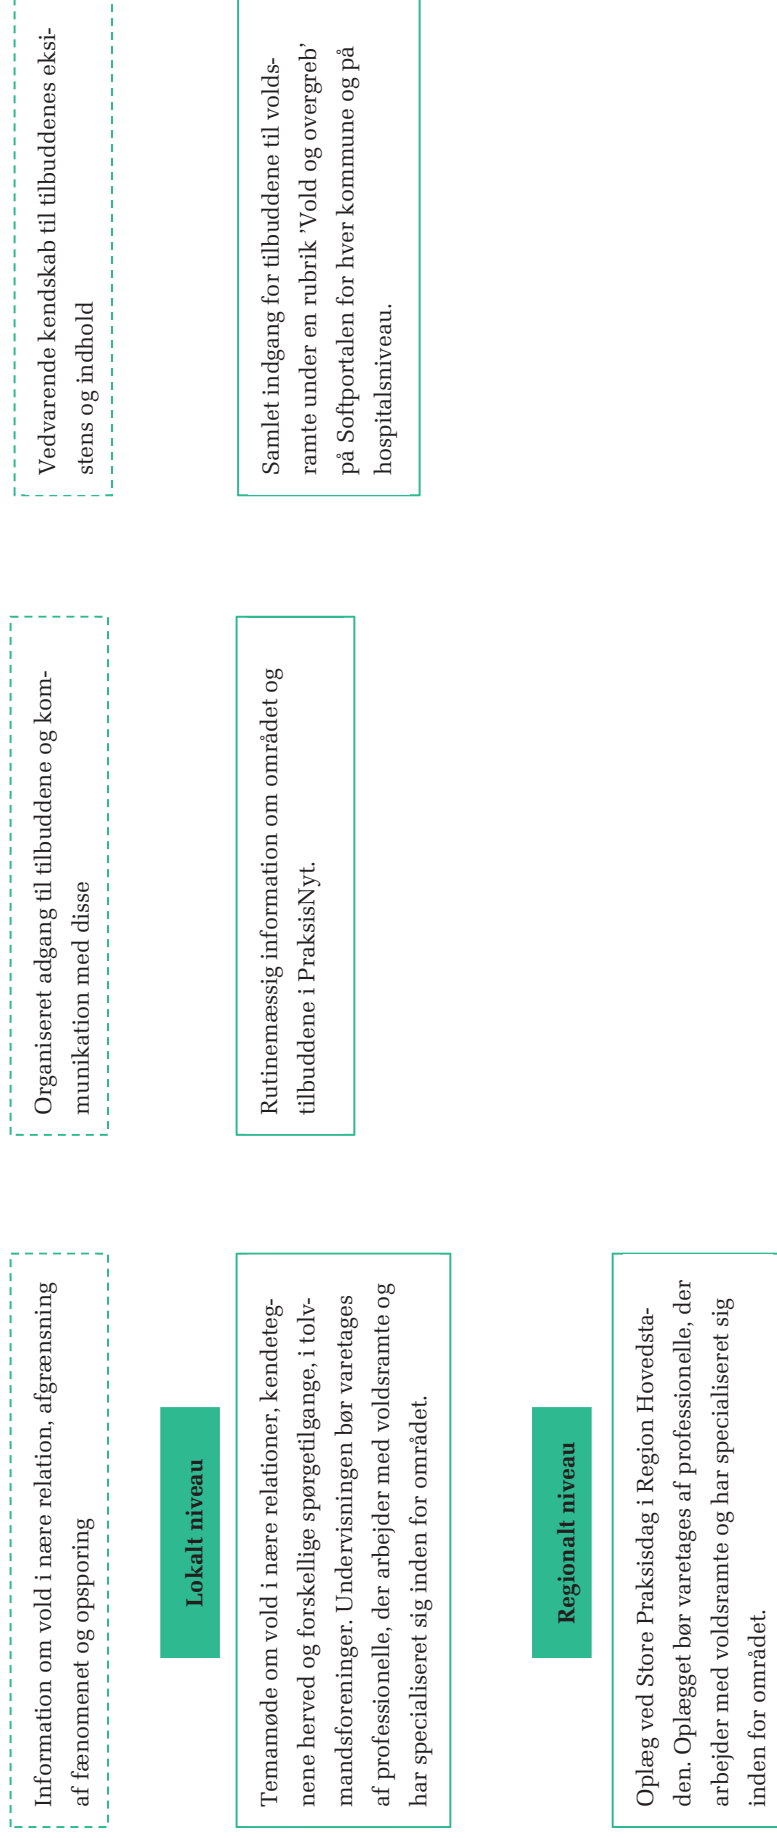 Information om vold i nære relation, afgrænsning
af fænomenet og opsporing
Organiseret adgang til tilbuddene og kom-
munikation med disse
Vedvarende kendskab til tilbuddenes eksi-
stens og indhold
Lokalt niveau
Temamøde om vold i nære relationer, kendeteg-
nene herved og forskellige spørgetilgange, i tolv-
mandsforeninger. Undervisningen bør varetages
af professionelle, der arbejder med voldsramte og
har specialiseret sig inden for området.
Rutinemæssig information om området og
tilbuddene i PraksisNyt.
Samlet indgang for tilbuddene til volds-
ramte under en rubrik ’Vold og overgreb’
på Softportalen for hver kommune og på
hospitalsniveau.
Regionalt niveau
Oplæg ved Store Praksisdag i Region Hovedsta-
den. Oplægget bør varetages af professionelle, der
arbejder med voldsramte og har specialiseret sig
inden for området.